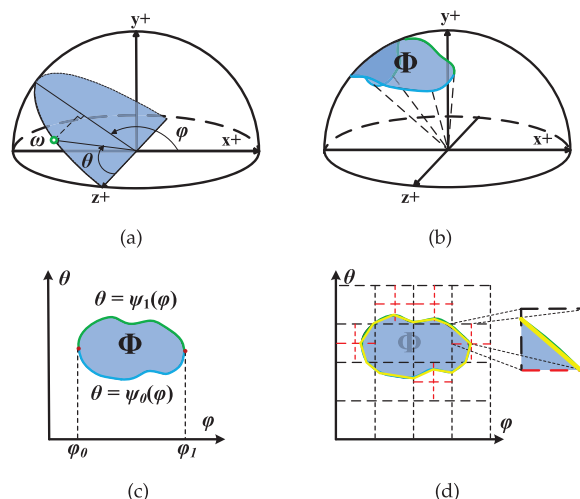 y+
φ
ω
θ
x+
z+
(a)
y+
Φ
x+
z+
(b)
θ
θ = ψ₁(φ)
Φ
θ = ψ₀(φ)
φ
φ₀
φ₁
(c)
θ
Φ
φ
(d)